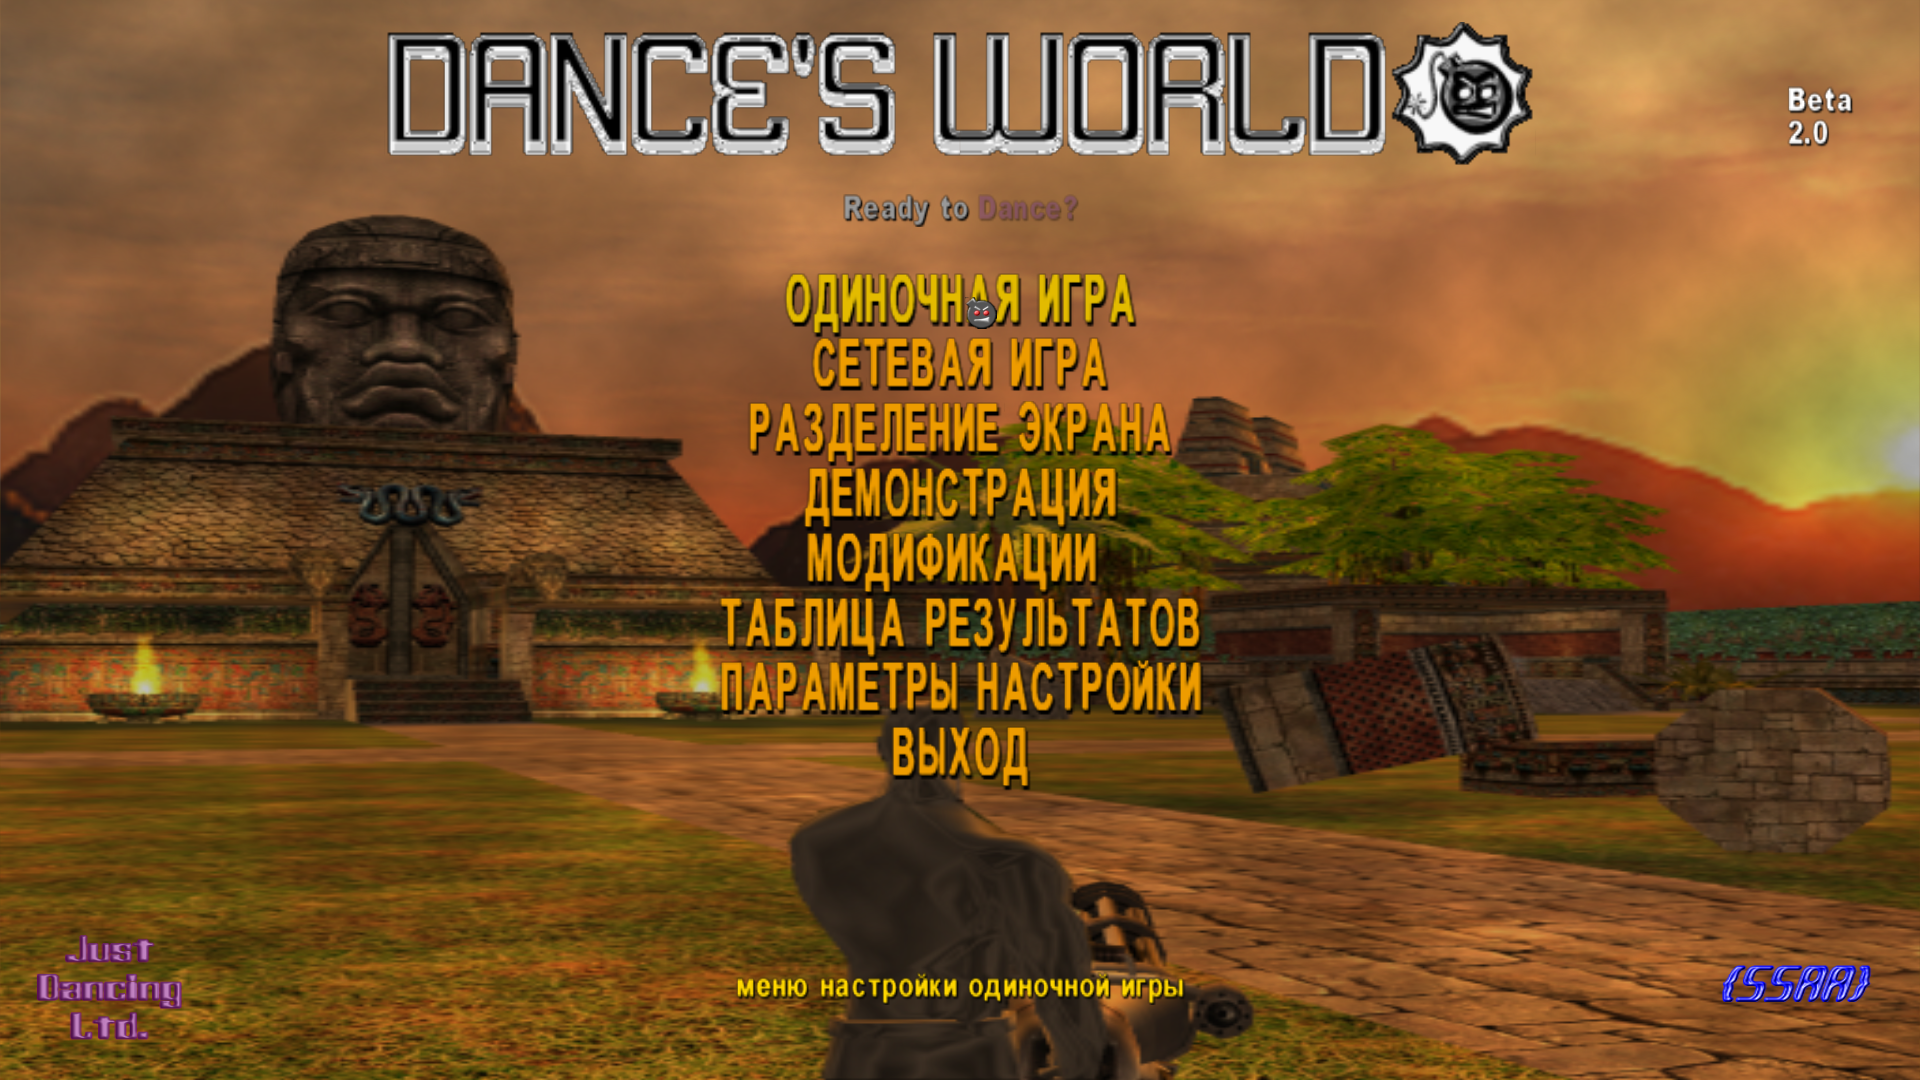 DANCE'S WORLD
Beta
2.0
Ready to Dance?
ОДИНОЧНАЯ ИГРА
СЕТЕВАЯ ИГРА
РАЗДЕЛЕНИЕ ЭКРАНА
ДЕМОНСТРАЦИЯ
МОДИФИКАЦИИ
ТАБЛИЦА РЕЗУЛЬТАТОВ
ПАРАМЕТРЫ НАСТРОЙКИ
ВЫХОД
Just
Dancing
Ltd.
меню настройки одиночной игры
{SSAA}